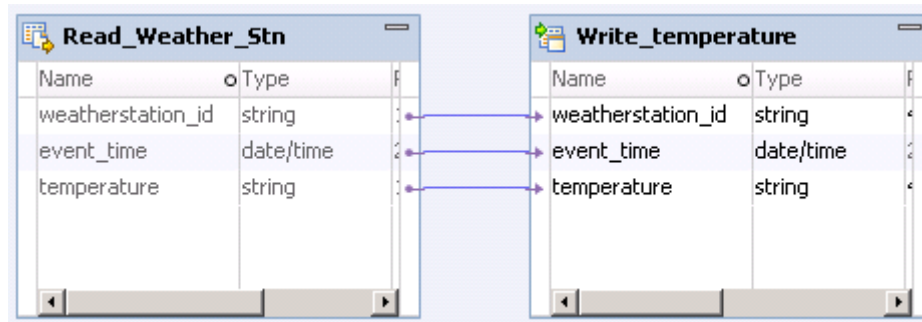 Read_Weather_Stn
Name Type
weatherstation_id string
event_time date/time
temperature string
Write_temperature
Name Type
weatherstation_id string
event_time date/time
temperature string